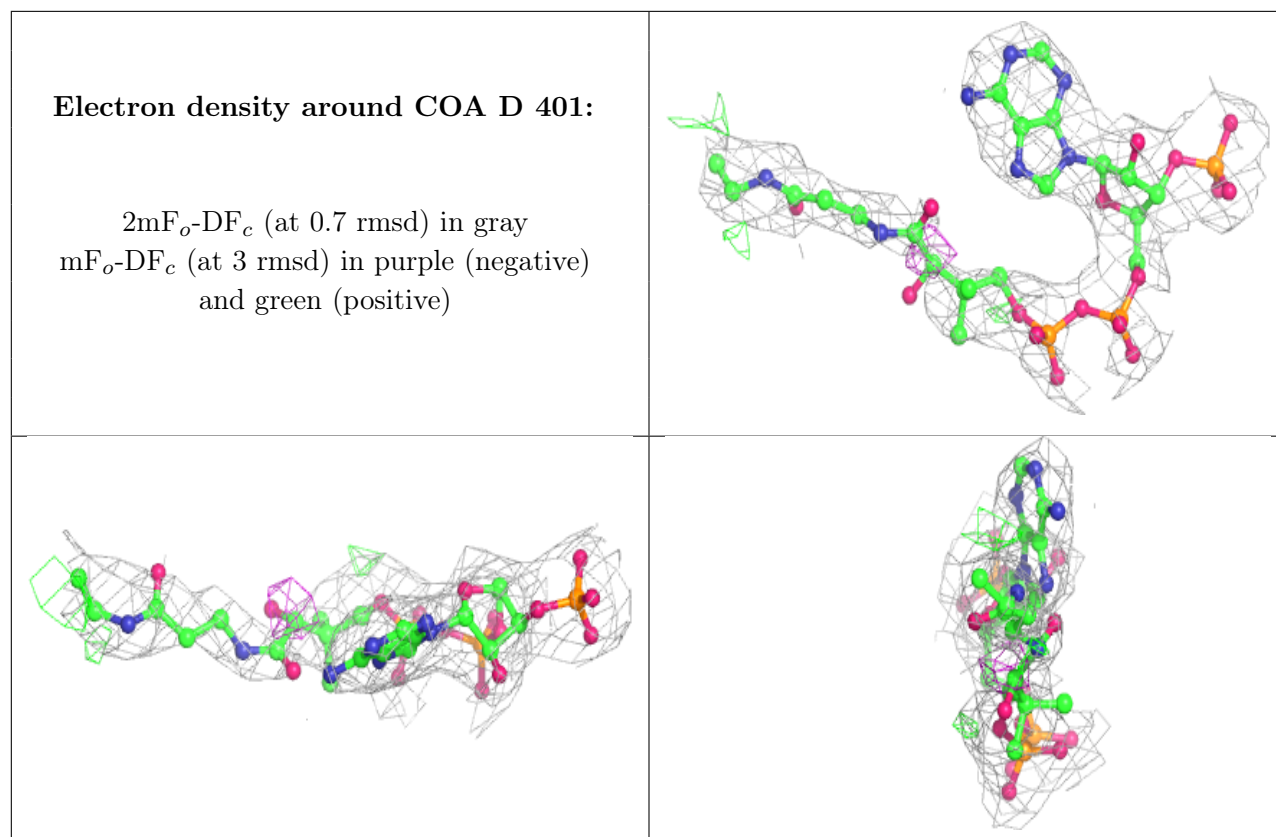 Electron density around COA D 401:
2mFo-DFc (at 0.7 rmsd) in gray
mFo-DFc (at 3 rmsd) in purple (negative)
and green (positive)